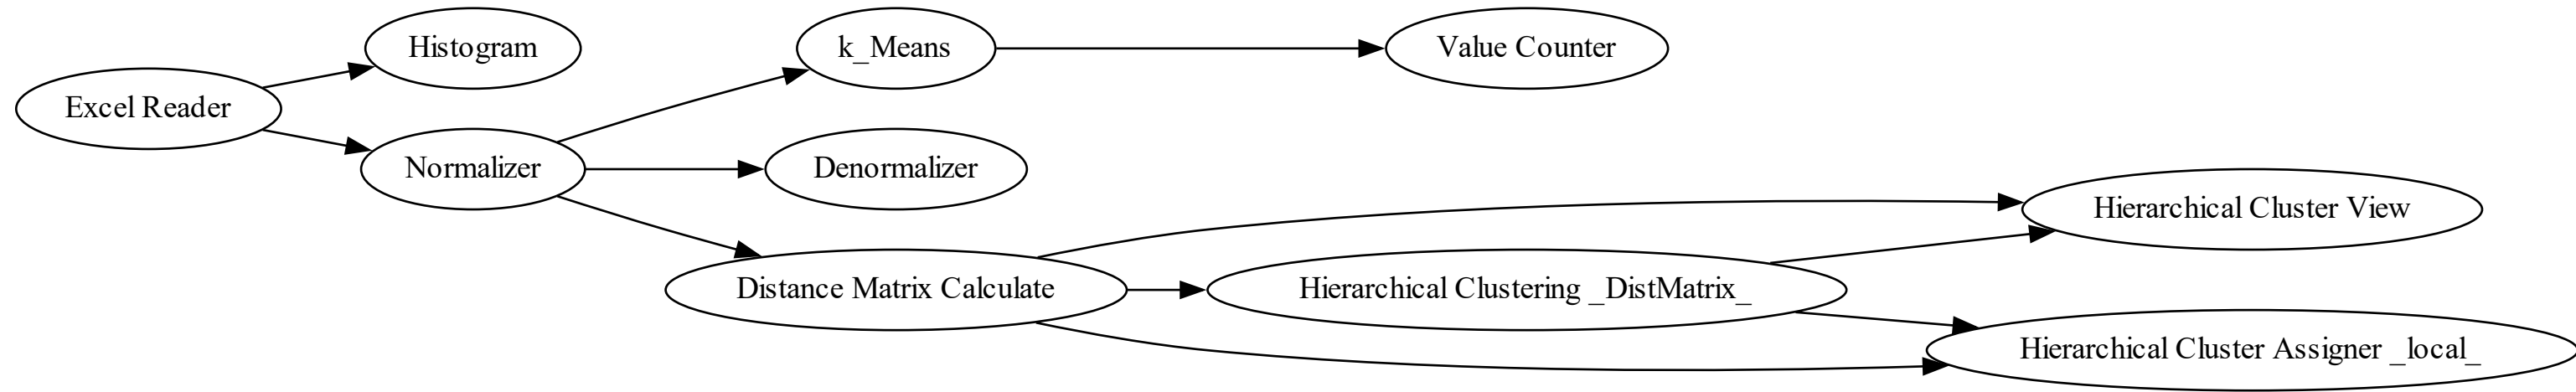 Excel Reader
Histogram
Normalizer
k_Means
Denormalizer
Distance Matrix Calculate
Value Counter
Hierarchical Clustering _DistMatrix_
Hierarchical Cluster View
Hierarchical Cluster Assigner _local_